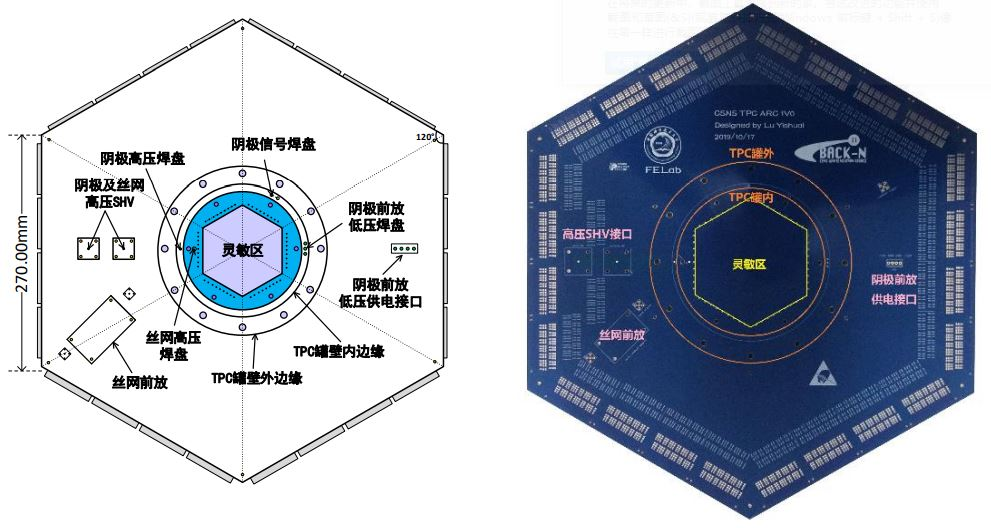 120°
阴极信号焊盘
阴极高压焊盘
阴极及丝网
高压SHV
阴极前放
低压焊盘
灵敏区
270.00mm
阴极前放
低压供电接口
丝网高压
焊盘
TPC罐壁内边缘
丝网前放
TPC罐壁外边缘
CSNS TPC ARC 1V0
Designed by Lu Yishuai
2019/10/17
FELab
BACK-N
TPC罐外
TPC罐内
高压SHV接口
灵敏区
阴极前放
供电接口
丝网前放